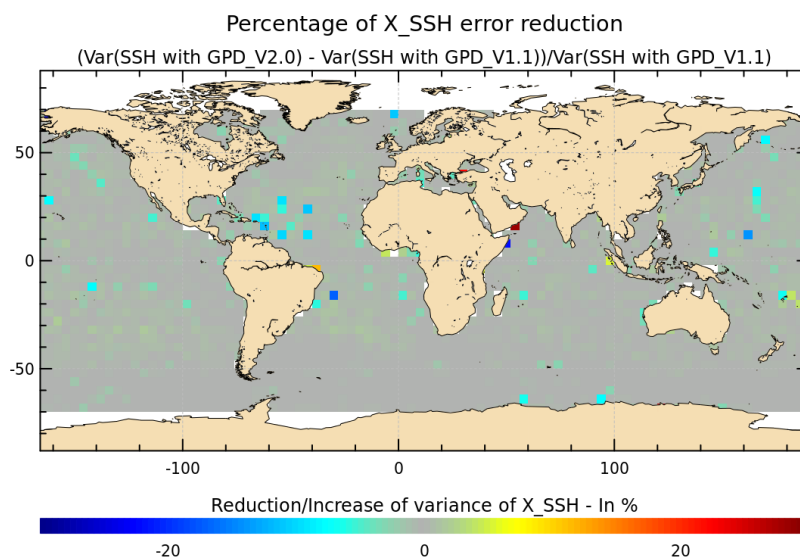 Percentage of X_SSH error reduction
(Var(SSH with GPD_V2.0) - Var(SSH with GPD_V1.1))/Var(SSH with GPD_V1.1)
50
0
-50
-100 0 100
Reduction/Increase of variance of X_SSH - In %
-20 0 20